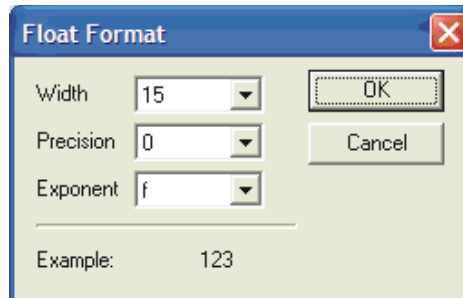 Float Format
Width 15 OK
Precision 0 Cancel
Exponent f
Example: 123